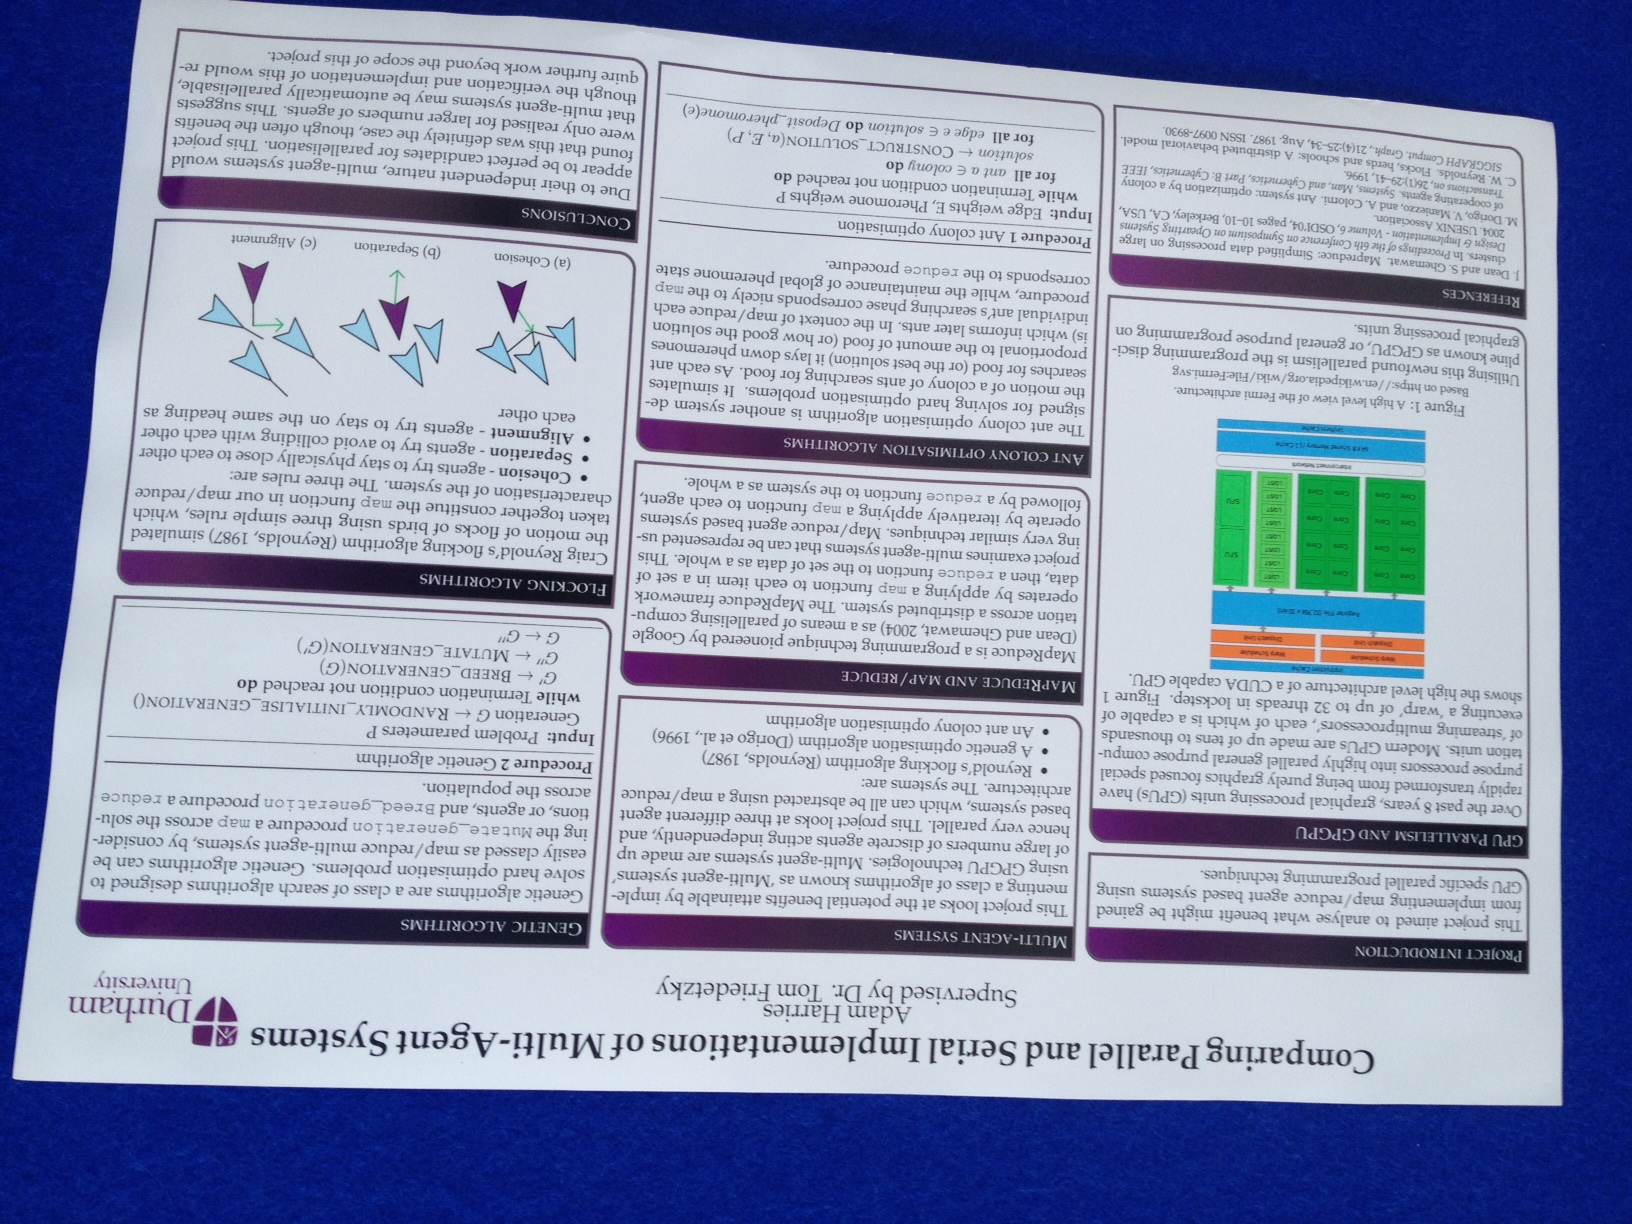 Comparing Parallel and Serial Implementations of Multi-Agent Systems
Adam Harries
Supervised by Dr. Tom Friedetzky
Durham
University
PROJECT INTRODUCTION
This project aimed to analyse what benefit might be gained
from implementing map/reduce agent based systems using
GPU specific parallel programming techniques.
GPU PARALLELISM AND GPGPU
Over the past 8 years, graphical processing units (GPUs) have
rapidly transformed from being purely graphics focused special
purpose processors into highly parallel general purpose compu-
tation units. Modern GPUs are made up of tens to thousands
of 'streaming multiprocessors', each of which is a capable of
executing a 'warp' of up to 32 threads in lockstep. Figure 1
shows the high level architecture of a CUDA capable GPU.
Instruction Cache
Warp Scheduler Warp Scheduler
Dispatch Unit Dispatch Unit
Register File (32,768 x 32-bit)
Core Core Core Core LD/ST
LD/ST
SFU
Core Core Core Core LD/ST
LD/ST
Core Core Core Core LD/ST
LD/ST
SFU
Core Core Core Core LD/ST
LD/ST
Interconnect Network
64 KB Shared Memory / L1 Cache
Uniform Cache
Figure 1: A high level view of the Fermi architecture.
Based on https://en.wikipedia.org/wiki/File:Fermi.svg
Utilising this newfound parallelism is the programming disci-
pline known as GPGPU, or general purpose programming on
graphical processing units.
REFERENCES
J. Dean and S. Ghemawat. Mapreduce: Simplified data processing on large
clusters. In Proceedings of the 6th Conference on Symposium on Opearting Systems
Design & Implementation - Volume 6, OSDI'04, pages 10–10, Berkeley, CA, USA,
2004. USENIX Association.
M. Dorigo, V. Maniezzo, and A. Colorni. Ant system: optimization by a colony
of cooperating agents. Systems, Man, and Cybernetics, Part B: Cybernetics, IEEE
Transactions on, 26(1):29–41, 1996.
C. W. Reynolds. Flocks, herds and schools: A distributed behavioral model.
SIGGRAPH Comput. Graph., 21(4):25–34, Aug. 1987. ISSN 0097-8930.
MULTI-AGENT SYSTEMS
This project looks at the potential benefits attainable by imple-
menting a class of algorithms known as 'Multi-agent systems'
using GPGPU technologies. Multi-agent systems are made up
of large numbers of discrete agents acting independently, and
hence very parallel. This project looks at three different agent
based systems, which can all be abstracted using a map/reduce
architecture. The systems are:
• Reynold's flocking algorithm (Reynolds, 1987)
• A genetic optimisation algorithm (Dorigo et al., 1996)
• An ant colony optimisation algorithm
MAPREDUCE AND MAP/REDUCE
MapReduce is a programming technique pioneered by Google
(Dean and Ghemawat, 2004) as a means of parallelising compu-
tation across a distributed system. The MapReduce framework
operates by applying a map function to each item in a set of
data, then a reduce function to the set of data as a whole. This
project examines multi-agent systems that can be represented us-
ing very similar techniques. Map/reduce agent based systems
operate by iteratively applying a map function to each agent,
followed by a reduce function to the system as a whole.
ANT COLONY OPTIMISATION ALGORITHMS
The ant colony optimisation algorithm is another system de-
signed for solving hard optimisation problems. It simulates
the motion of a colony of ants searching for food. As each ant
searches for food (or the best solution) it lays down pheremones
proportional to the amount of food (or how good the solution
is) which informs later ants. In the context of map/reduce each
individual ant's searching phase corresponds nicely to the map
procedure, while the maintainance of global pheremone state
corresponds to the reduce procedure.
Procedure 1 Ant colony optimisation
Input: Edge weights E, Pheromone weights P
while Termination condition not reached do
for all ant a ∈ colony do
solution ← CONSTRUCT_SOLUTION(a, E, P)
for all edge e ∈ solution do Deposit_pheromone(e)
GENETIC ALGORITHMS
Genetic algorithms are a class of search algorithms designed to
solve hard optimisation problems. Genetic algorithms can be
easily classed as map/reduce multi-agent systems, by consider-
ing the Mutate_generation procedure a map across the solu-
tions, or agents, and Breed_generation procedure a reduce
across the population.
Procedure 2 Genetic algorithm
Input: Problem parameters P
Generation G ← RANDOMLY_INITIALISE_GENERATION()
while Termination condition not reached do
G′ ← BREED_GENERATION(G)
G″ ← MUTATE_GENERATION(G′)
G ← G″
FLOCKING ALGORITHMS
Craig Reynold's flocking algorithm (Reynolds, 1987) simulated
the motion of flocks of birds using three simple rules, which
taken together constitue the map function in our map/reduce
characterisation of the system. The three rules are:
• Cohesion - agents try to stay physically close to each other
• Separation - agents try to avoid colliding with each other
• Alignment - agents try to stay on the same heading as
each other
(a) Cohesion (b) Separation (c) Alignment
CONCLUSIONS
Due to their independent nature, multi-agent systems would
appear to be perfect candidates for parallelisation. This project
found that this was definitely the case, though often the benefits
were only realised for larger numbers of agents. This suggests
that multi-agent systems may be automatically parallelisable,
though the verification and implementation of this would re-
quire further work beyond the scope of this project.